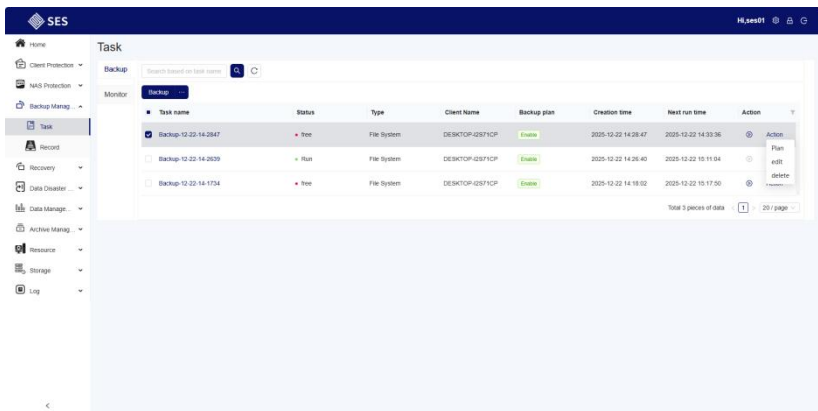 SES
Hi,ses01
Home
Client Protection
NAS Protection
Backup Manag...
Task
Record
Recovery
Data Disaster ...
Data Manage...
Archive Manag...
Resource
Storage
Log
Task
Backup
Monitor
Search based on task name
Backup ...
Task name Status Type Client Name Backup plan Creation time Next run time Action
Backup-12-22-14-2847 free File System DESKTOP-I2S71CP Enable 2025-12-22 14:28:47 2025-12-22 14:33:36 Action
Backup-12-22-14-2639 Run File System DESKTOP-I2S71CP Enable 2025-12-22 14:26:40 2025-12-22 15:11:04
Backup-12-22-14-1734 free File System DESKTOP-I2S71CP Enable 2025-12-22 14:18:02 2025-12-22 15:17:50
Plan
edit
delete
Total 3 pieces of data < 1 > 20 / page